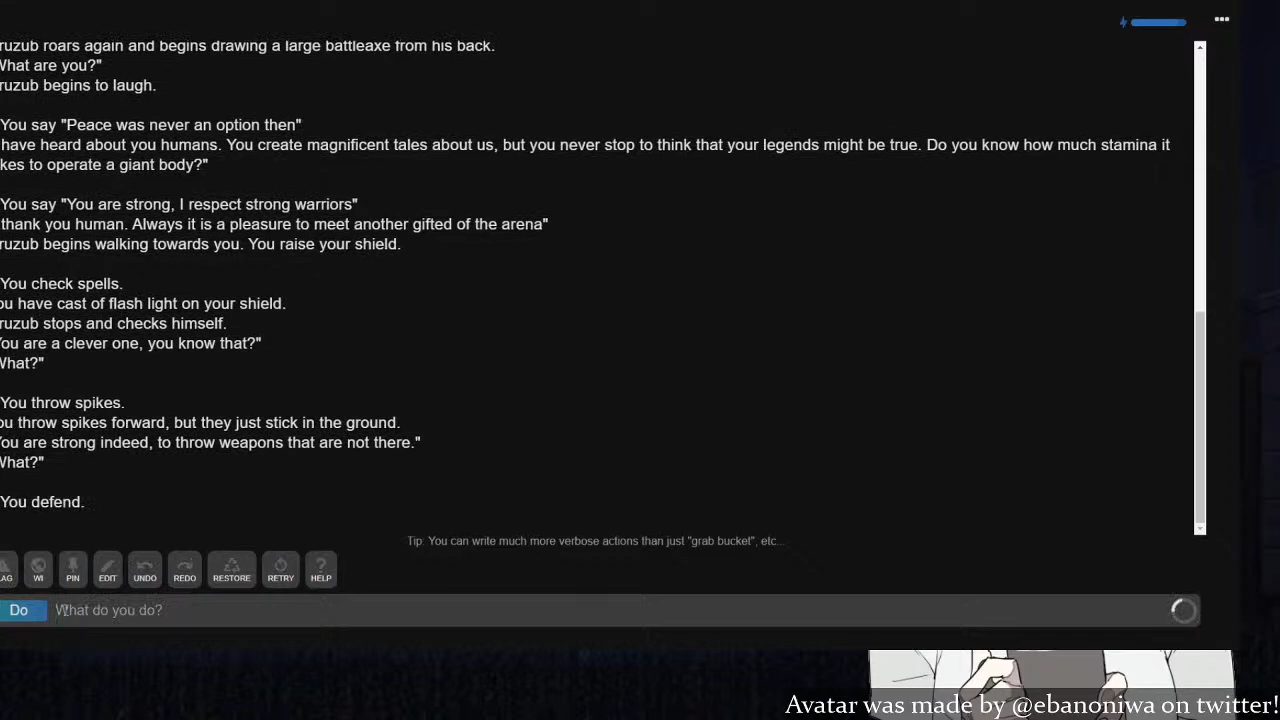 ruzub roars again and begins drawing a large battleaxe from his back.
What are you?"
ruzub begins to laugh.
You say "Peace was never an option then"
have heard about you humans. You create magnificent tales about us, but you never stop to think that your legends might be true. Do you know how much stamina it
kes to operate a giant body?"
You say "You are strong, I respect strong warriors"
thank you human. Always it is a pleasure to meet another gifted of the arena"
ruzub begins walking towards you. You raise your shield.
You check spells.
ou have cast of flash light on your shield.
ruzub stops and checks himself.
You are a clever one, you know that?"
What?"
You throw spikes.
ou throw spikes forward, but they just stick in the ground.
You are strong indeed, to throw weapons that are not there."
What?"
You defend.
Tip: You can write much more verbose actions than just "grab bucket", etc...
LAG WI PIN EDIT UNDO REDO RESTORE RETRY HELP
Do What do you do?
Avatar was made by @ebanoniwa on twitter!